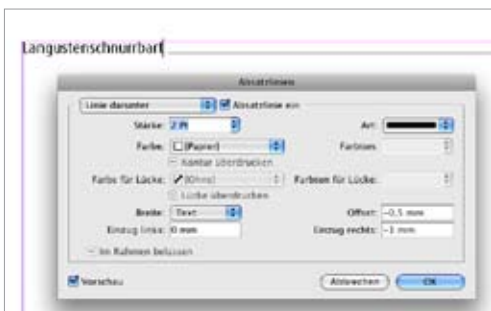 Langustenschnurrbart
Absatzlinien
Linie darunter Absatzlinie ein
Stärke: 2 Pt Art:
Farbe: [Papier] Farbton:
Kontur überdrucken
Farbe für Lücke: [Ohne] Farbton für Lücke:
Lücke überdrucken
Breite: Text Offset: -0,5 mm
Einzug links: 0 mm Einzug rechts: -1 mm
Im Rahmen belassen
Vorschau Abbrechen OK